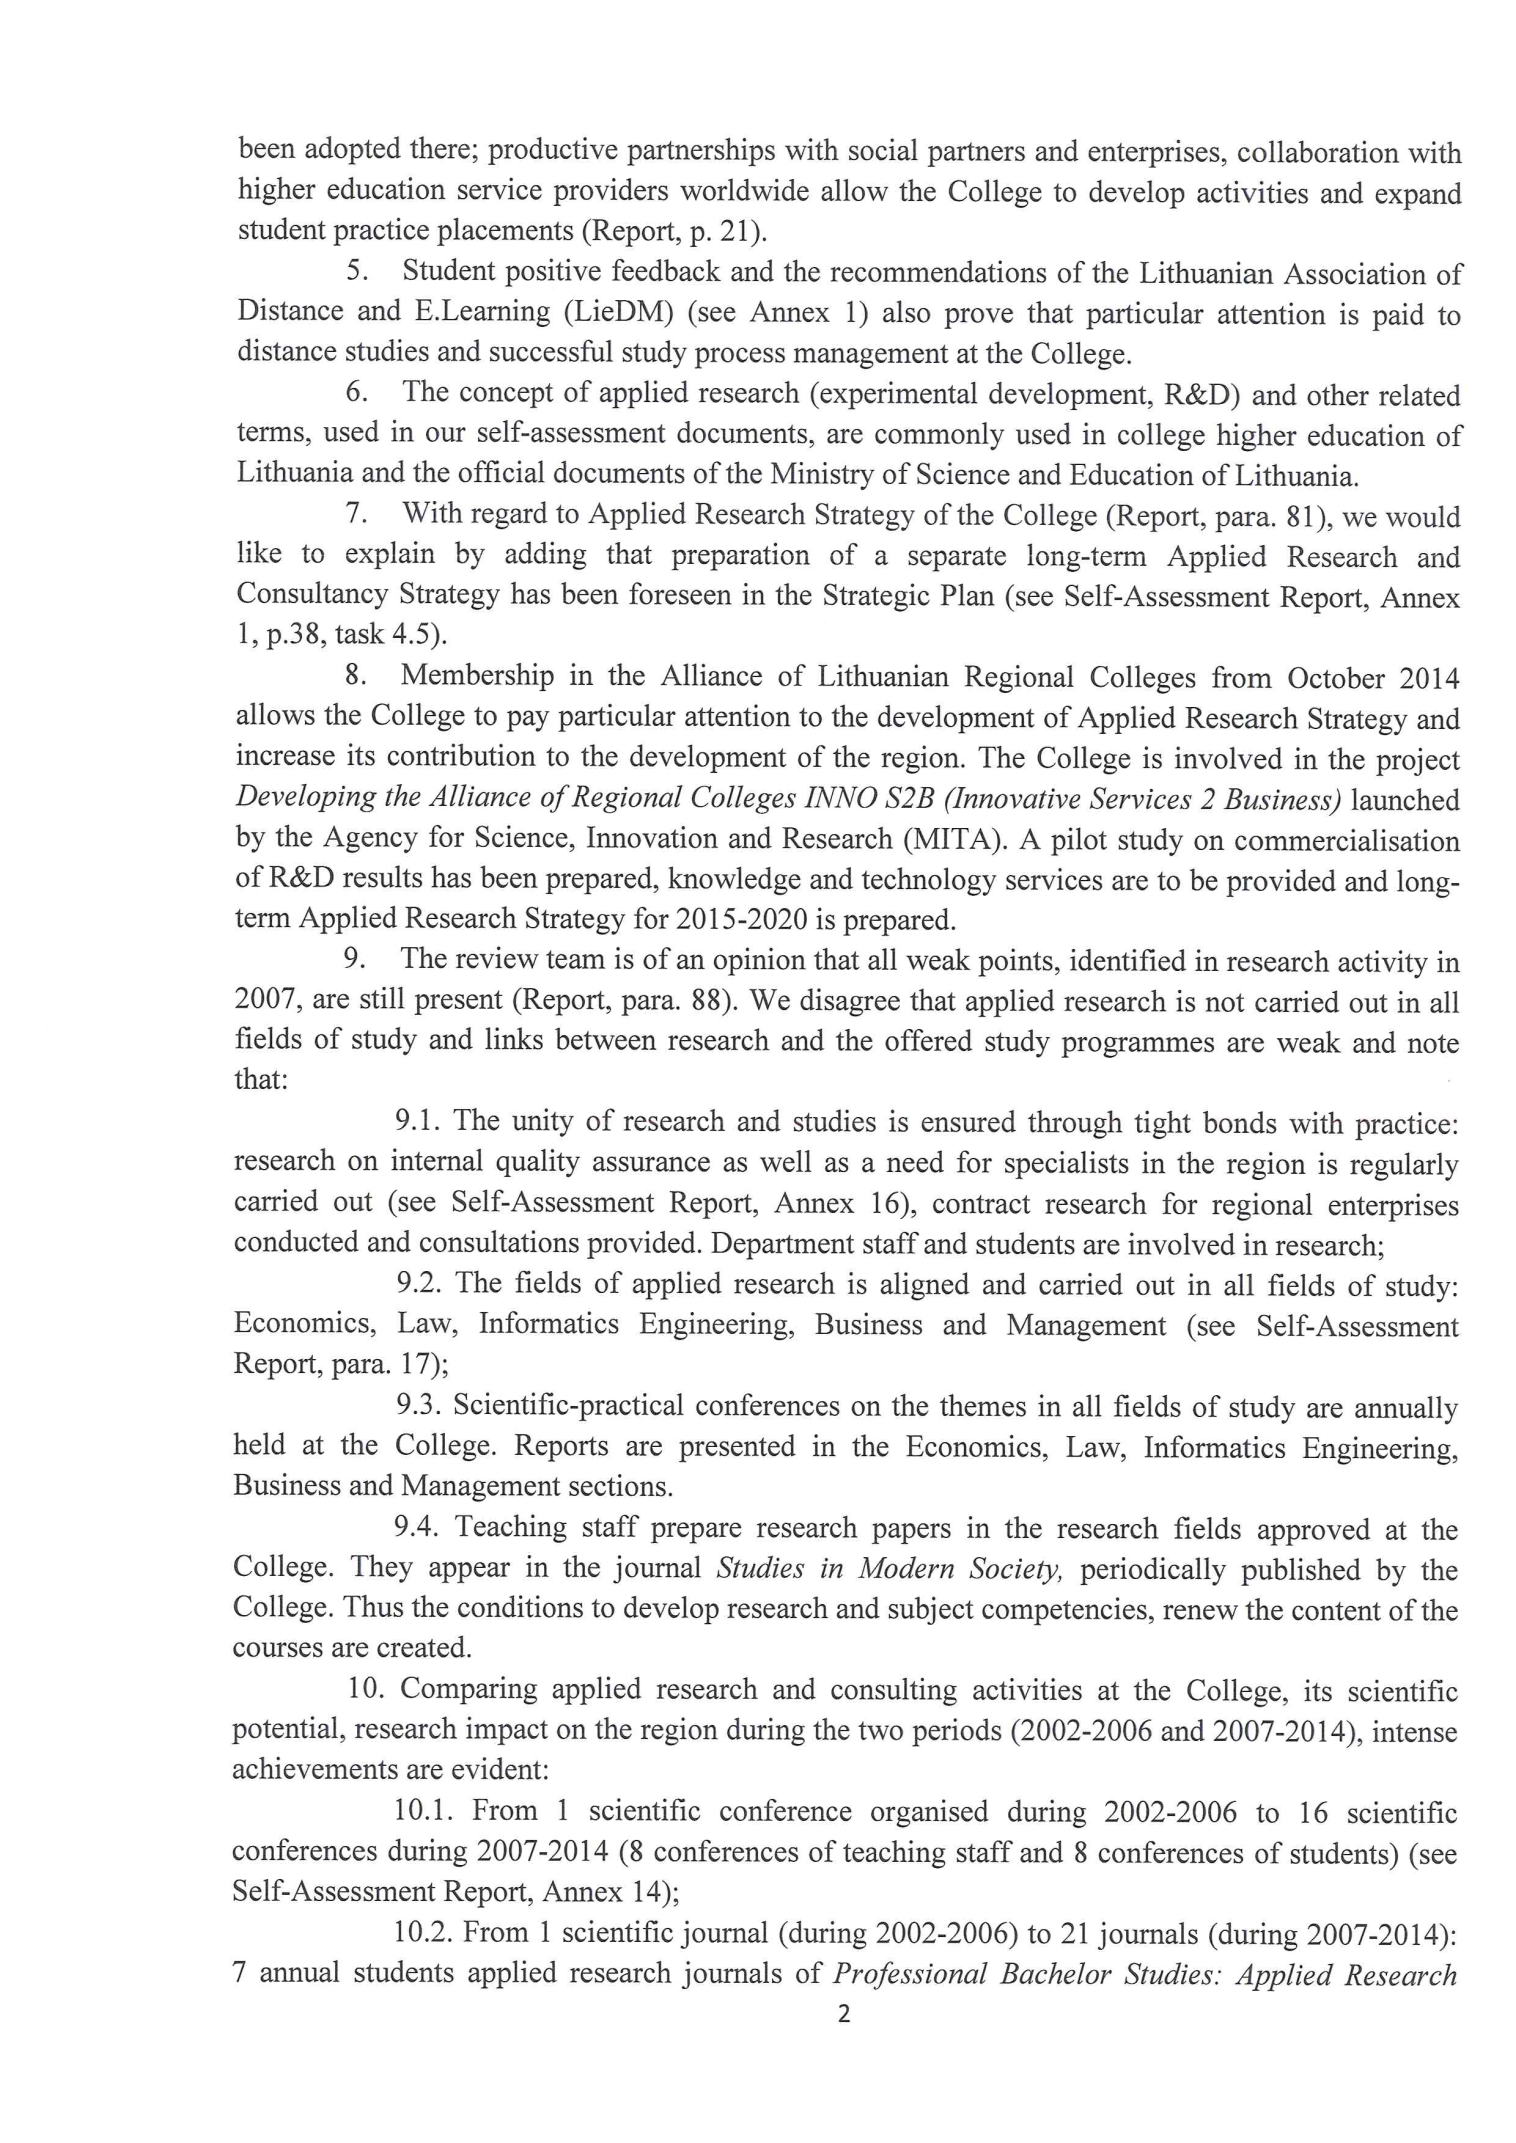 been adopted there; productive partnerships with social partners and enterprises, collaboration with
higher education service providers worldwide allow the College to develop activities and expand
student practice placements (Report, p. 21).
5. Student positive feedback and the recommendations of the Lithuanian Association of
Distance and E.Learning (LieDM) (see Annex 1) also prove that particular attention is paid to
distance studies and successful study process management at the College.
6. The concept of applied research (experimental development, R&D) and other related
terms, used in our self-assessment documents, are commonly used in college higher education of
Lithuania and the official documents of the Ministry of Science and Education of Lithuania.
7. With regard to Applied Research Strategy of the College (Report, para. 81), we would
like to explain by adding that preparation of a separate long-term Applied Research and
Consultancy Strategy has been foreseen in the Strategic Plan (see Self-Assessment Report, Annex
1, p.38, task 4.5).
8. Membership in the Alliance of Lithuanian Regional Colleges from October 2014
allows the College to pay particular attention to the development of Applied Research Strategy and
increase its contribution to the development of the region. The College is involved in the project
Developing the Alliance of Regional Colleges INNO S2B (Innovative Services 2 Business) launched
by the Agency for Science, Innovation and Research (MITA). A pilot study on commercialisation
of R&D results has been prepared, knowledge and technology services are to be provided and long-
term Applied Research Strategy for 2015-2020 is prepared.
9. The review team is of an opinion that all weak points, identified in research activity in
2007, are still present (Report, para. 88). We disagree that applied research is not carried out in all
fields of study and links between research and the offered study programmes are weak and note
that:
9.1. The unity of research and studies is ensured through tight bonds with practice:
research on internal quality assurance as well as a need for specialists in the region is regularly
carried out (see Self-Assessment Report, Annex 16), contract research for regional enterprises
conducted and consultations provided. Department staff and students are involved in research;
9.2. The fields of applied research is aligned and carried out in all fields of study:
Economics, Law, Informatics Engineering, Business and Management (see Self-Assessment
Report, para. 17);
9.3. Scientific-practical conferences on the themes in all fields of study are annually
held at the College. Reports are presented in the Economics, Law, Informatics Engineering,
Business and Management sections.
9.4. Teaching staff prepare research papers in the research fields approved at the
College. They appear in the journal Studies in Modern Society, periodically published by the
College. Thus the conditions to develop research and subject competencies, renew the content of the
courses are created.
10. Comparing applied research and consulting activities at the College, its scientific
potential, research impact on the region during the two periods (2002-2006 and 2007-2014), intense
achievements are evident:
10.1. From 1 scientific conference organised during 2002-2006 to 16 scientific
conferences during 2007-2014 (8 conferences of teaching staff and 8 conferences of students) (see
Self-Assessment Report, Annex 14);
10.2. From 1 scientific journal (during 2002-2006) to 21 journals (during 2007-2014):
7 annual students applied research journals of Professional Bachelor Studies: Applied Research
2